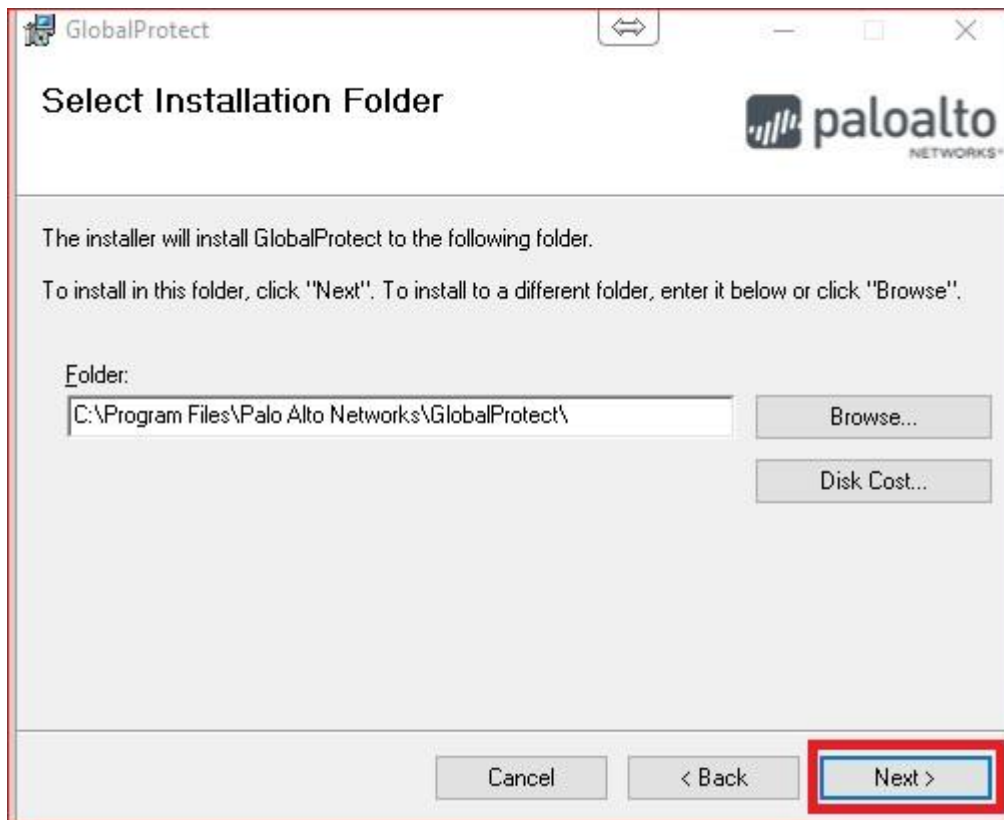 GlobalProtect
Select Installation Folder
paloalto
NETWORKS
The installer will install GlobalProtect to the following folder.
To install in this folder, click "Next". To install to a different folder, enter it below or click "Browse".
Folder:
C:\Program Files\Palo Alto Networks\GlobalProtect\
Browse...
Disk Cost...
Cancel
< Back
Next >